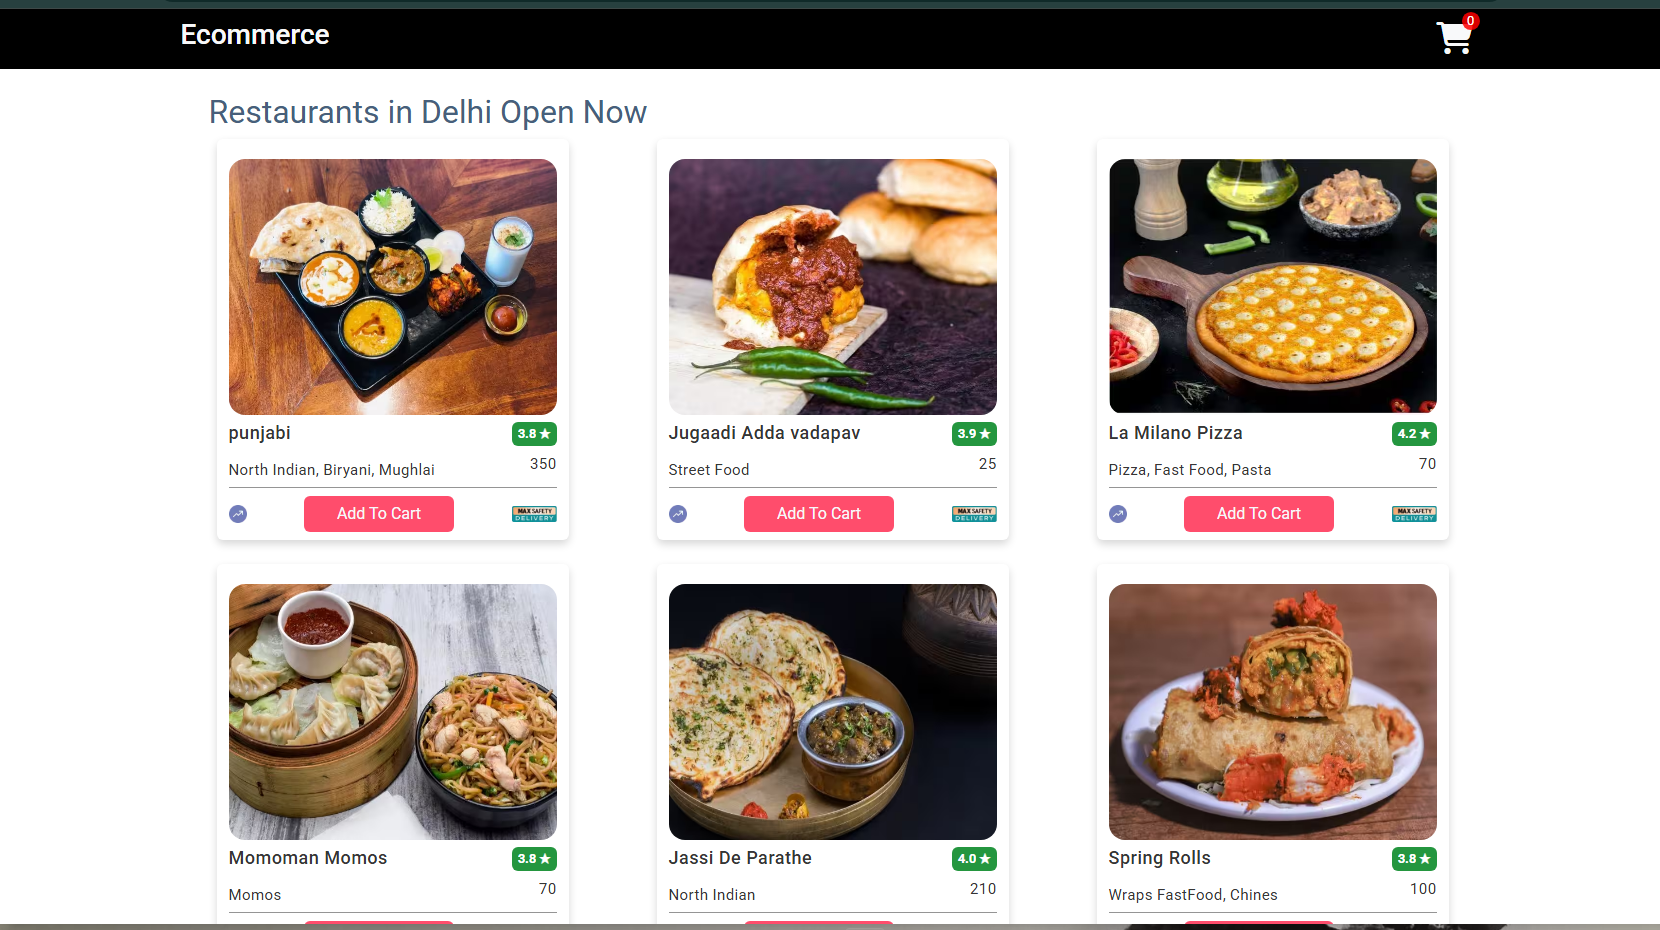 Ecommerce
0
Restaurants in Delhi Open Now
punjabi 3.8 ★
North Indian, Biryani, Mughlai 350
Add To Cart MAX SAFETY
DELIVERY
Jugaadi Adda vadapav 3.9 ★
Street Food 25
Add To Cart MAX SAFETY
DELIVERY
La Milano Pizza 4.2 ★
Pizza, Fast Food, Pasta 70
Add To Cart MAX SAFETY
DELIVERY
Momoman Momos 3.8 ★
Momos 70
Jassi De Parathe 4.0 ★
North Indian 210
Spring Rolls 3.8 ★
Wraps FastFood, Chines 100